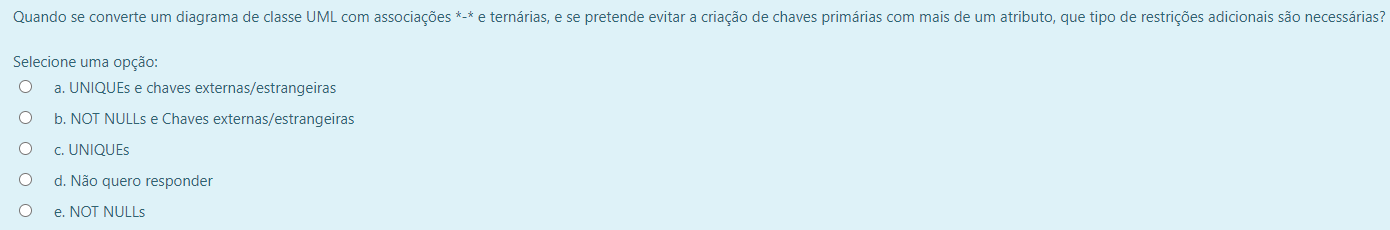 Quando se converte um diagrama de classe UML com associações *-* e ternárias, e se pretende evitar a criação de chaves primárias com mais de um atributo, que tipo de restrições adicionais são necessárias?
Selecione uma opção:
a. UNIQUEs e chaves externas/estrangeiras
b. NOT NULLs e Chaves externas/estrangeiras
c. UNIQUEs
d. Não quero responder
e. NOT NULLs